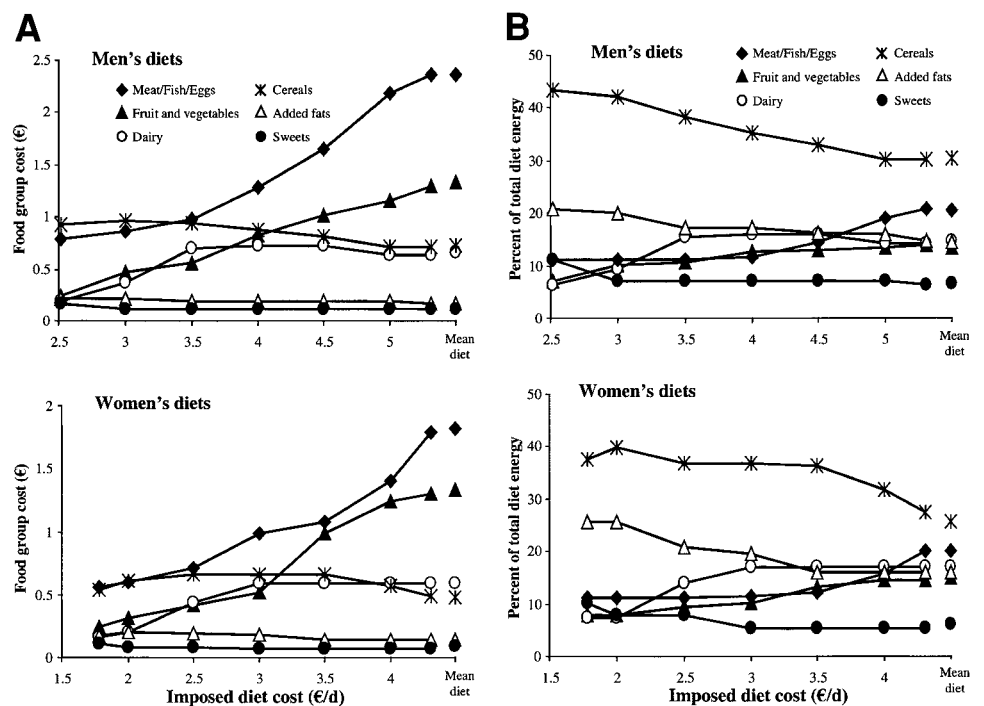 A
Men's diets
2.5
2
1.5
1
0.5
0
Food group cost (€)
Meat/Fish/Eggs
Cereals
Fruit and vegetables
Added fats
Dairy
Sweets
2.5 3 3.5 4 4.5 5 Mean
diet
Women's diets
2
1.5
1
0.5
0
Food group cost (€)
1.5 2 2.5 3 3.5 4 Mean
diet
Imposed diet cost (€/d)
B
Men's diets
50
40
30
20
10
0
Percent of total diet energy
Meat/Fish/Eggs
Cereals
Fruit and vegetables
Added fats
Dairy
Sweets
2.5 3 3.5 4 4.5 5 Mean
diet
Women's diets
50
40
30
20
10
0
Percent of total diet energy
1.5 2 2.5 3 3.5 4 Mean
diet
Imposed diet cost (€/d)